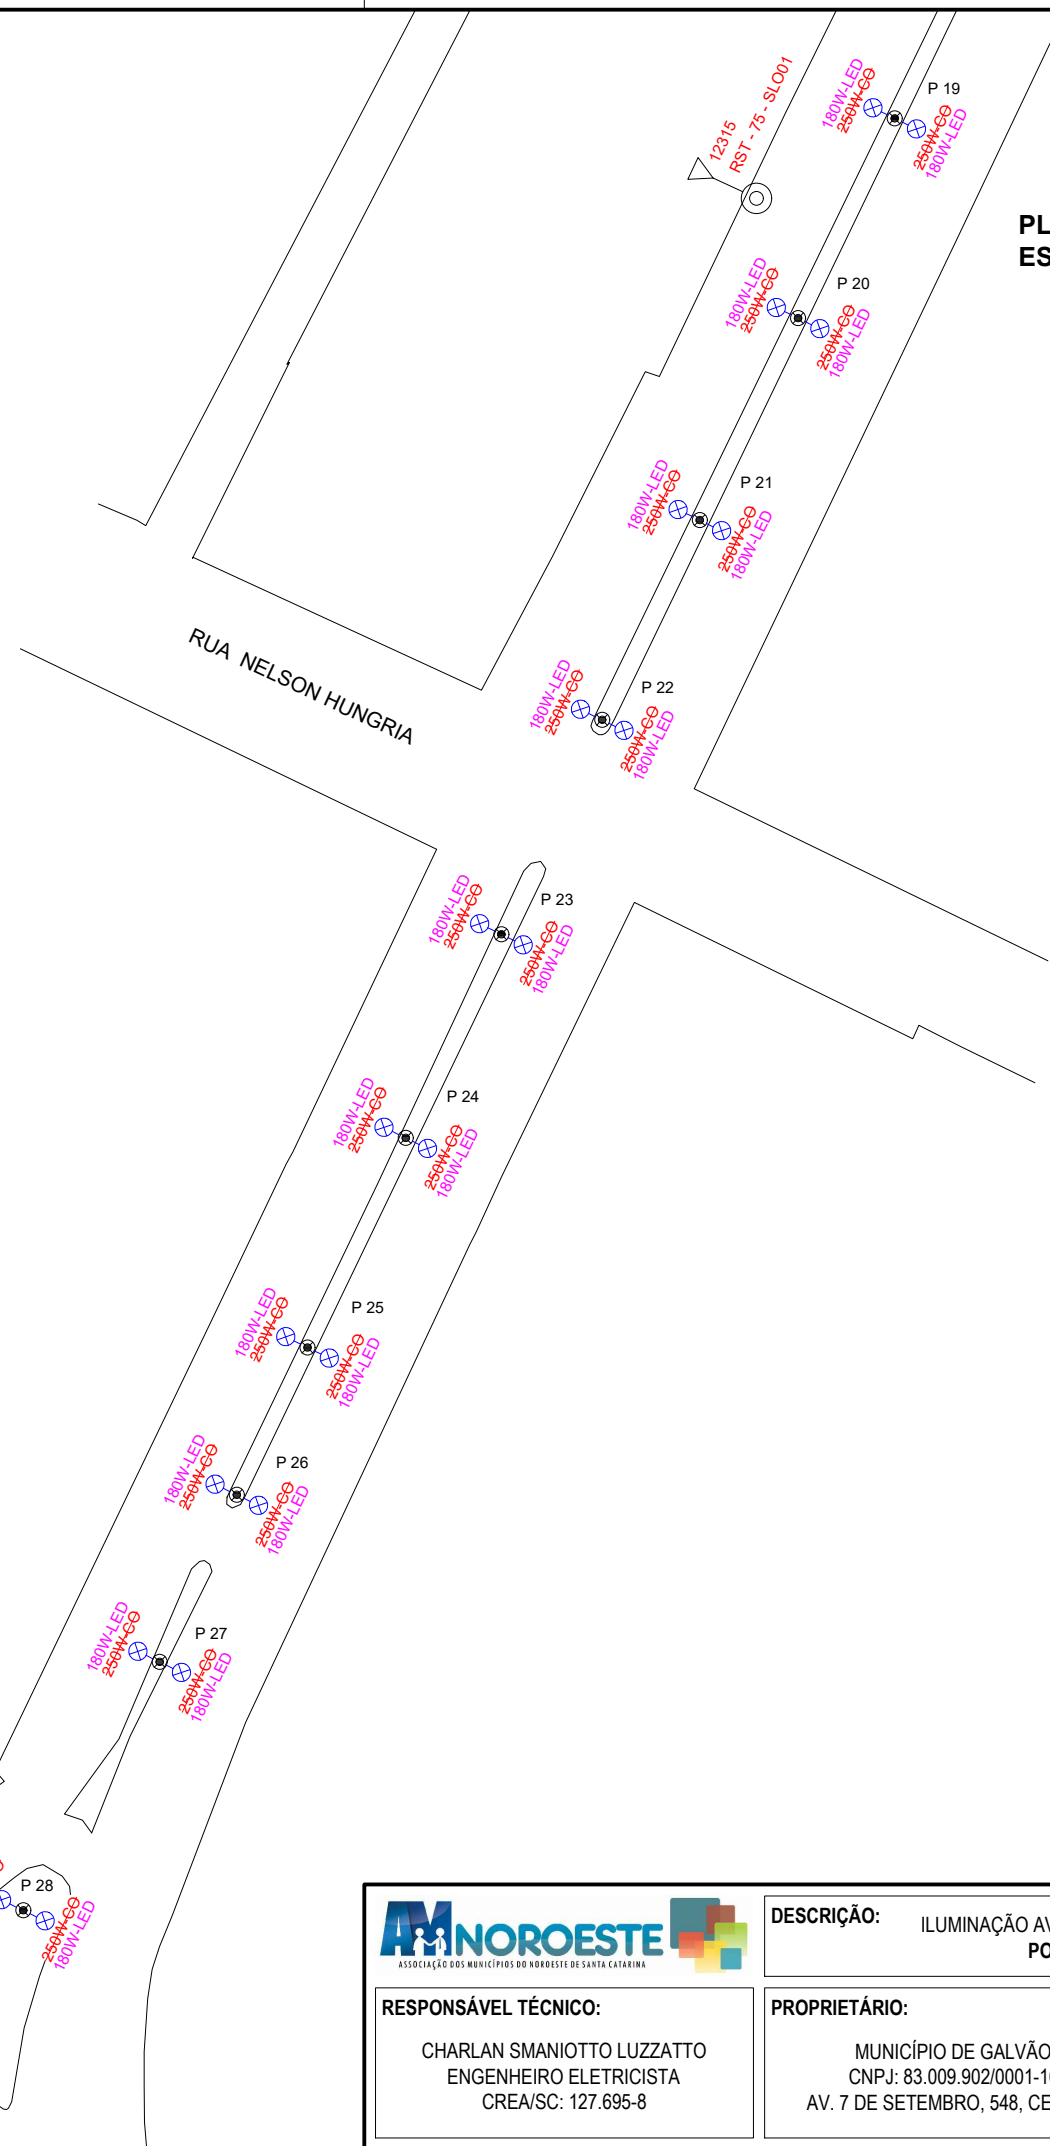 180W-LED
250W-CO
P 19
250W-CO
180W-LED
12315
RST - 75 - SLO01
PL
ES
180W-LED
250W-CO
P 20
250W-CO
180W-LED
180W-LED
250W-CO
P 21
250W-CO
180W-LED
RUA NELSON HUNGRIA
180W-LED
250W-CO
P 22
250W-CO
180W-LED
180W-LED
250W-CO
P 23
250W-CO
180W-LED
180W-LED
250W-CO
P 24
250W-CO
180W-LED
180W-LED
250W-CO
P 25
250W-CO
180W-LED
180W-LED
250W-CO
P 26
250W-CO
180W-LED
180W-LED
250W-CO
P 27
250W-CO
180W-LED
P 28
250W-CO
180W-LED
AMNOROESTE
ASSOCIAÇÃO DOS MUNICÍPIOS DO NOROESTE DE SANTA CATARINA
DESCRIÇÃO:
ILUMINAÇÃO AV
PO
RESPONSÁVEL TÉCNICO:
CHARLAN SMANIOTTO LUZZATTO
ENGENHEIRO ELETRICISTA
CREA/SC: 127.695-8
PROPRIETÁRIO:
MUNICÍPIO DE GALVÃO
CNPJ: 83.009.902/0001-1
AV. 7 DE SETEMBRO, 548, CE